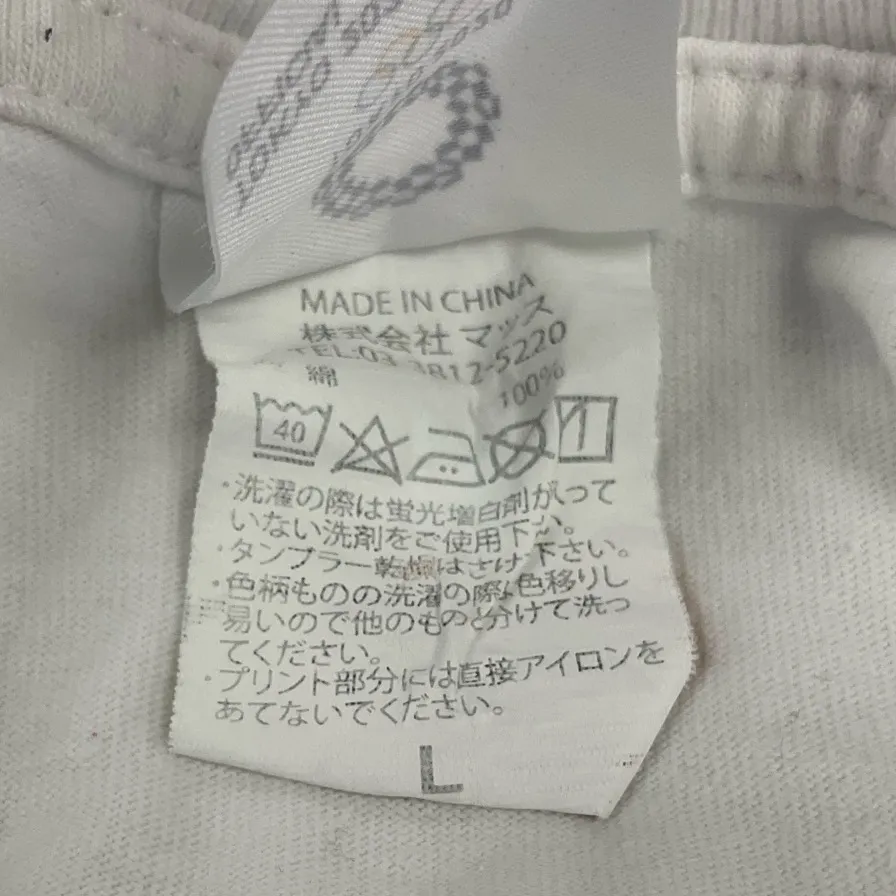 TOKYO 2020
MADE IN CHINA
株式会社 マックス
TEL:03 3812-5220
綿 100%
40
・洗濯の際は蛍光増白剤がって
いない洗剤をご使用下い。
・タンブラー乾燥はさけ下さい。
・色柄ものの洗濯の際は色移りし
易いので他のものと分けて洗っ
てください。
・プリント部分には直接アイロンを
あてないでください。
L